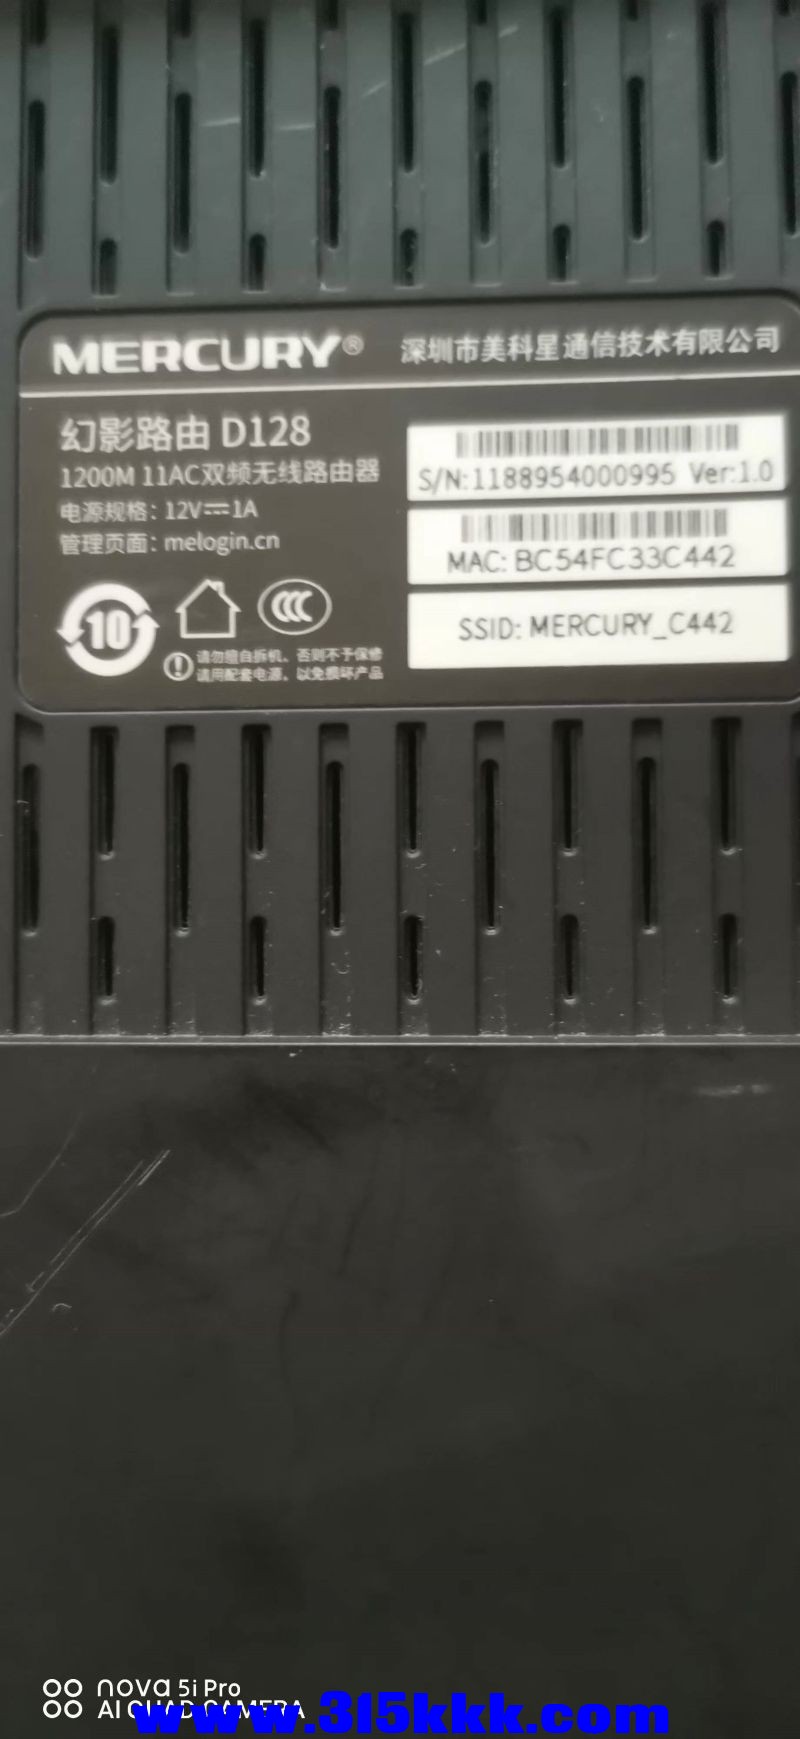 MERCURY® 深圳市美科星通信技术有限公司
幻影路由 D128
1200M 11AC双频无线路由器
电源规格: 12V⎓1A
管理页面: melogin.cn
S/N:1188954000995 Ver:1.0
MAC: BC54FC33C442
SSID: MERCURY_C442
10
CCC
请勿擅自拆机，否则不予保修
请用配套电源，以免损坏产品
nova 5i Pro
AI QUAD CAMERA
www.315kkk.com